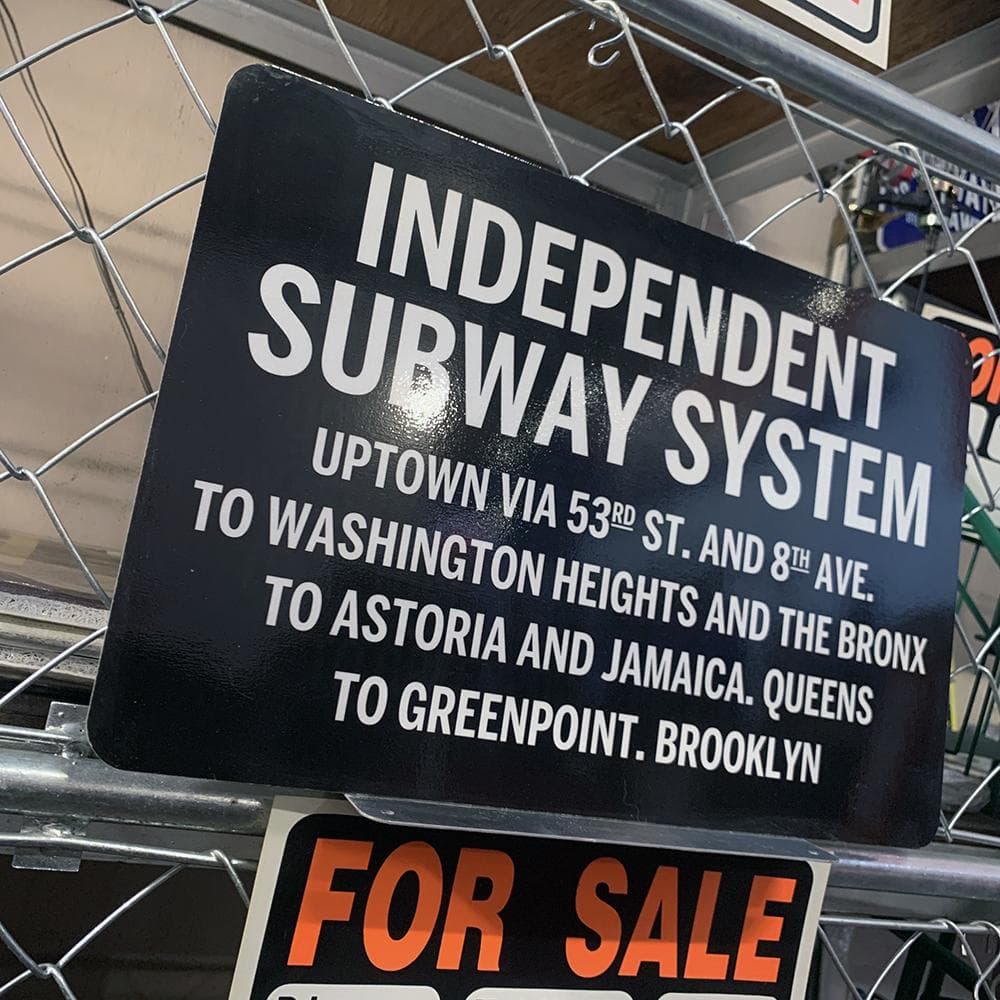 INDEPENDENT
SUBWAY SYSTEM
UPTOWN VIA 53RD ST. AND 8TH AVE.
TO WASHINGTON HEIGHTS AND THE BRONX
TO ASTORIA AND JAMAICA. QUEENS
TO GREENPOINT. BROOKLYN
FOR SALE